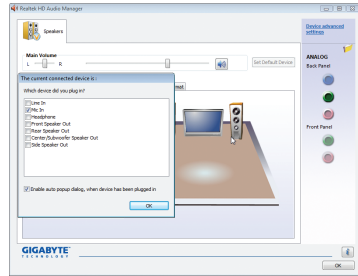 Realtek HD Audio Manager
Speakers
Device advanced
settings
Main Volume
L
R
Set Default Device
ANALOG
Back Panel
The current connected device is :
Which device did you plug in?
Line In
Mic In
Headphone
Front Speaker Out
Rear Speaker Out
Center/Subwoofer Speaker Out
Side Speaker Out
mat
Front Panel
Enable auto popup dialog, when device has been plugged in
OK
GIGABYTE
TECHNOLOGY
i
OK